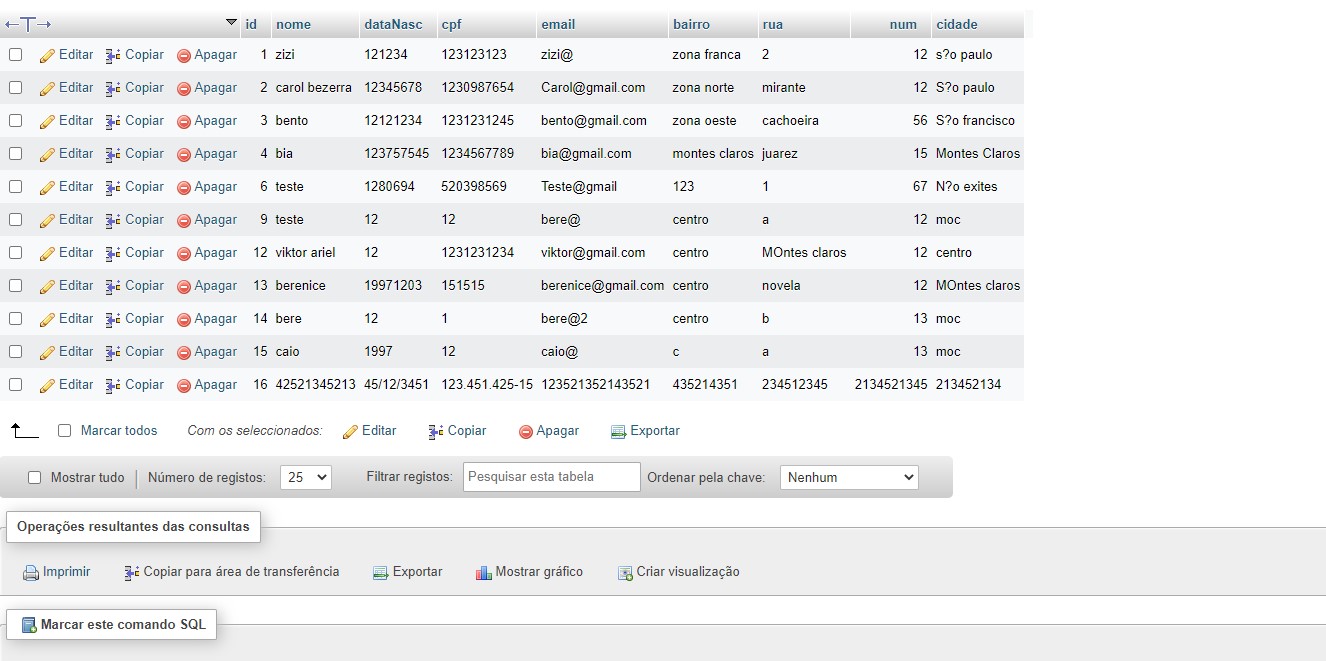 id nome dataNasc cpf email bairro rua num cidade
Editar Copiar Apagar 1 zizi 121234 123123123 zizi@ zona franca 2 12 s?o paulo
Editar Copiar Apagar 2 carol bezerra 12345678 1230987654 Carol@gmail.com zona norte mirante 12 S?o paulo
Editar Copiar Apagar 3 bento 12121234 1231231245 bento@gmail.com zona oeste cachoeira 56 S?o francisco
Editar Copiar Apagar 4 bia 123757545 1234567789 bia@gmail.com montes claros juarez 15 Montes Claros
Editar Copiar Apagar 6 teste 1280694 520398569 Teste@gmail 123 1 67 N?o exites
Editar Copiar Apagar 9 teste 12 12 bere@ centro a 12 moc
Editar Copiar Apagar 12 viktor ariel 12 1231231234 viktor@gmail.com centro MOntes claros 12 centro
Editar Copiar Apagar 13 berenice 19971203 151515 berenice@gmail.com centro novela 12 MOntes claros
Editar Copiar Apagar 14 bere 12 1 bere@2 centro b 13 moc
Editar Copiar Apagar 15 caio 1997 12 caio@ c a 13 moc
Editar Copiar Apagar 16 42521345213 45/12/3451 123.451.425-15 123521352143521 435214351 234512345 2134521345 213452134
Marcar todos Com os seleccionados: Editar Copiar Apagar Exportar
Mostrar tudo Número de registos: 25 Filtrar registos: Pesquisar esta tabela Ordenar pela chave: Nenhum
Operações resultantes das consultas
Imprimir Copiar para área de transferência Exportar Mostrar gráfico Criar visualização
Marcar este comando SQL